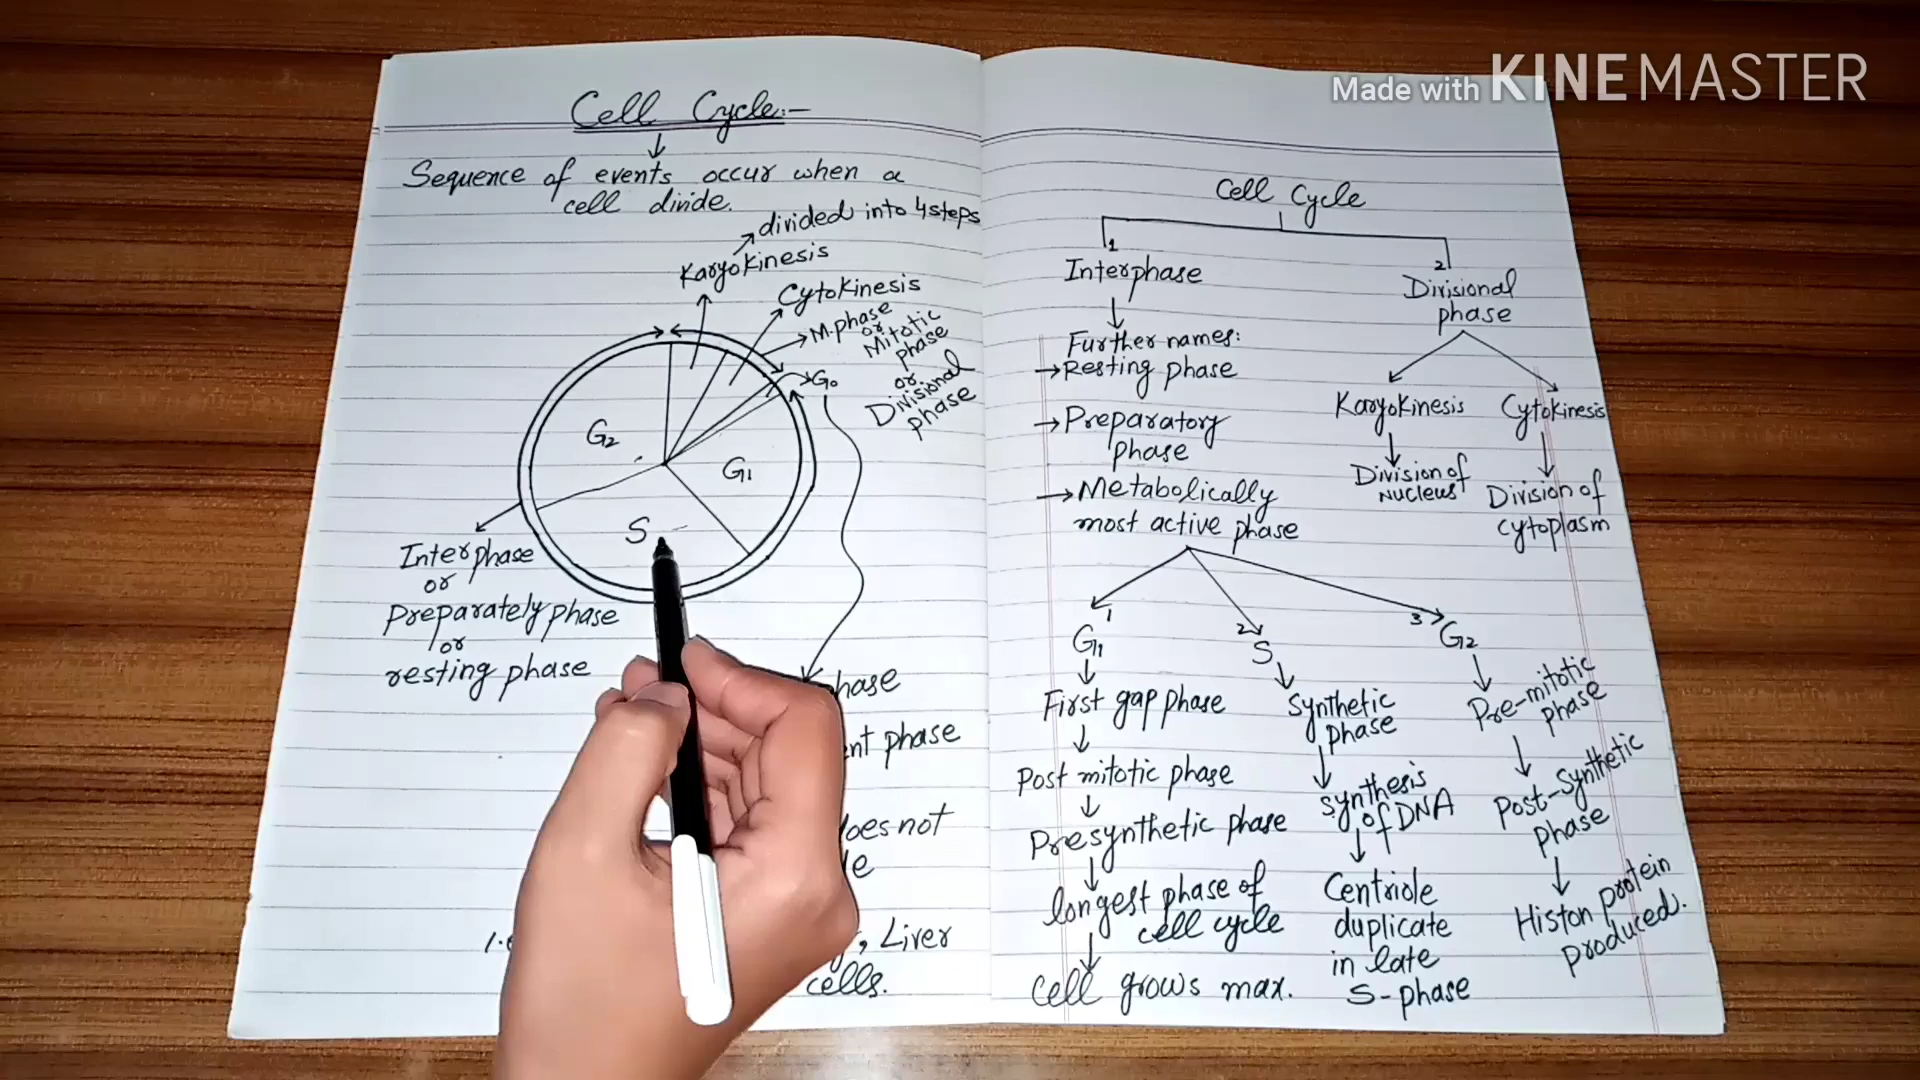 Made with KINEMASTER
Cell Cycle:-
Sequence of events occur when a
cell divide.
divided into 4 steps
Karyokinesis
Cytokinesis
M.phase
or
Mitotic
phase
or
Divisional
phase
G₀
G₂
G₁
S
Interphase
or
Preparately phase
or
resting phase
hase
ent phase
does not
, Liver
cells.
Cell Cycle
1
Interphase
Further names:
→Resting phase
→Preparatory
phase
→Metabolically
most active phase
2
Divisional
phase
Karyokinesis
Division of
NUCLEUS
Cytokinesis
Division of
cytoplasm
1
G₁
First gap phase
Post mitotic phase
Presynthetic phase
longest phase of
cell cycle
Cell grows max.
2
S
Synthetic
phase
Synthesis
of DNA
Centriole
duplicate
in late
S-phase
3
G₂
Pre-mitotic
phase
Post-Synthetic
phase
Histon protein
produced.